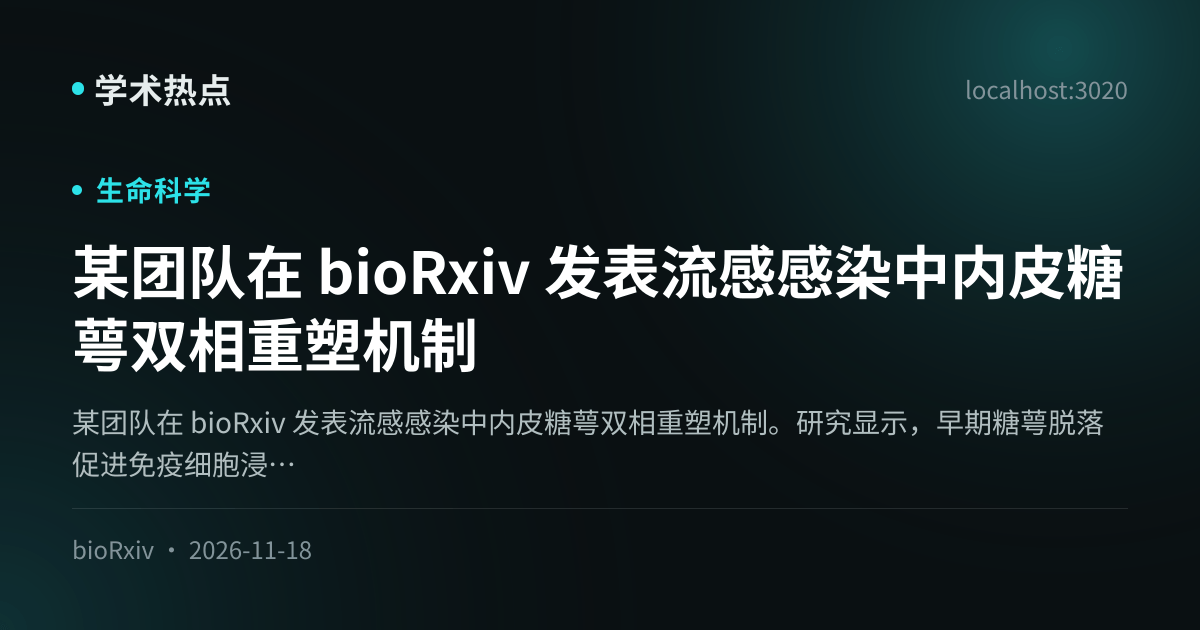 学术热点
localhost:3020
生命科学
某团队在 bioRxiv 发表流感感染中内皮糖
萼双相重塑机制
某团队在 bioRxiv 发表流感感染中内皮糖萼双相重塑机制。研究显示，早期糖萼脱落
促进免疫细胞浸…
bioRxiv · 2026-11-18